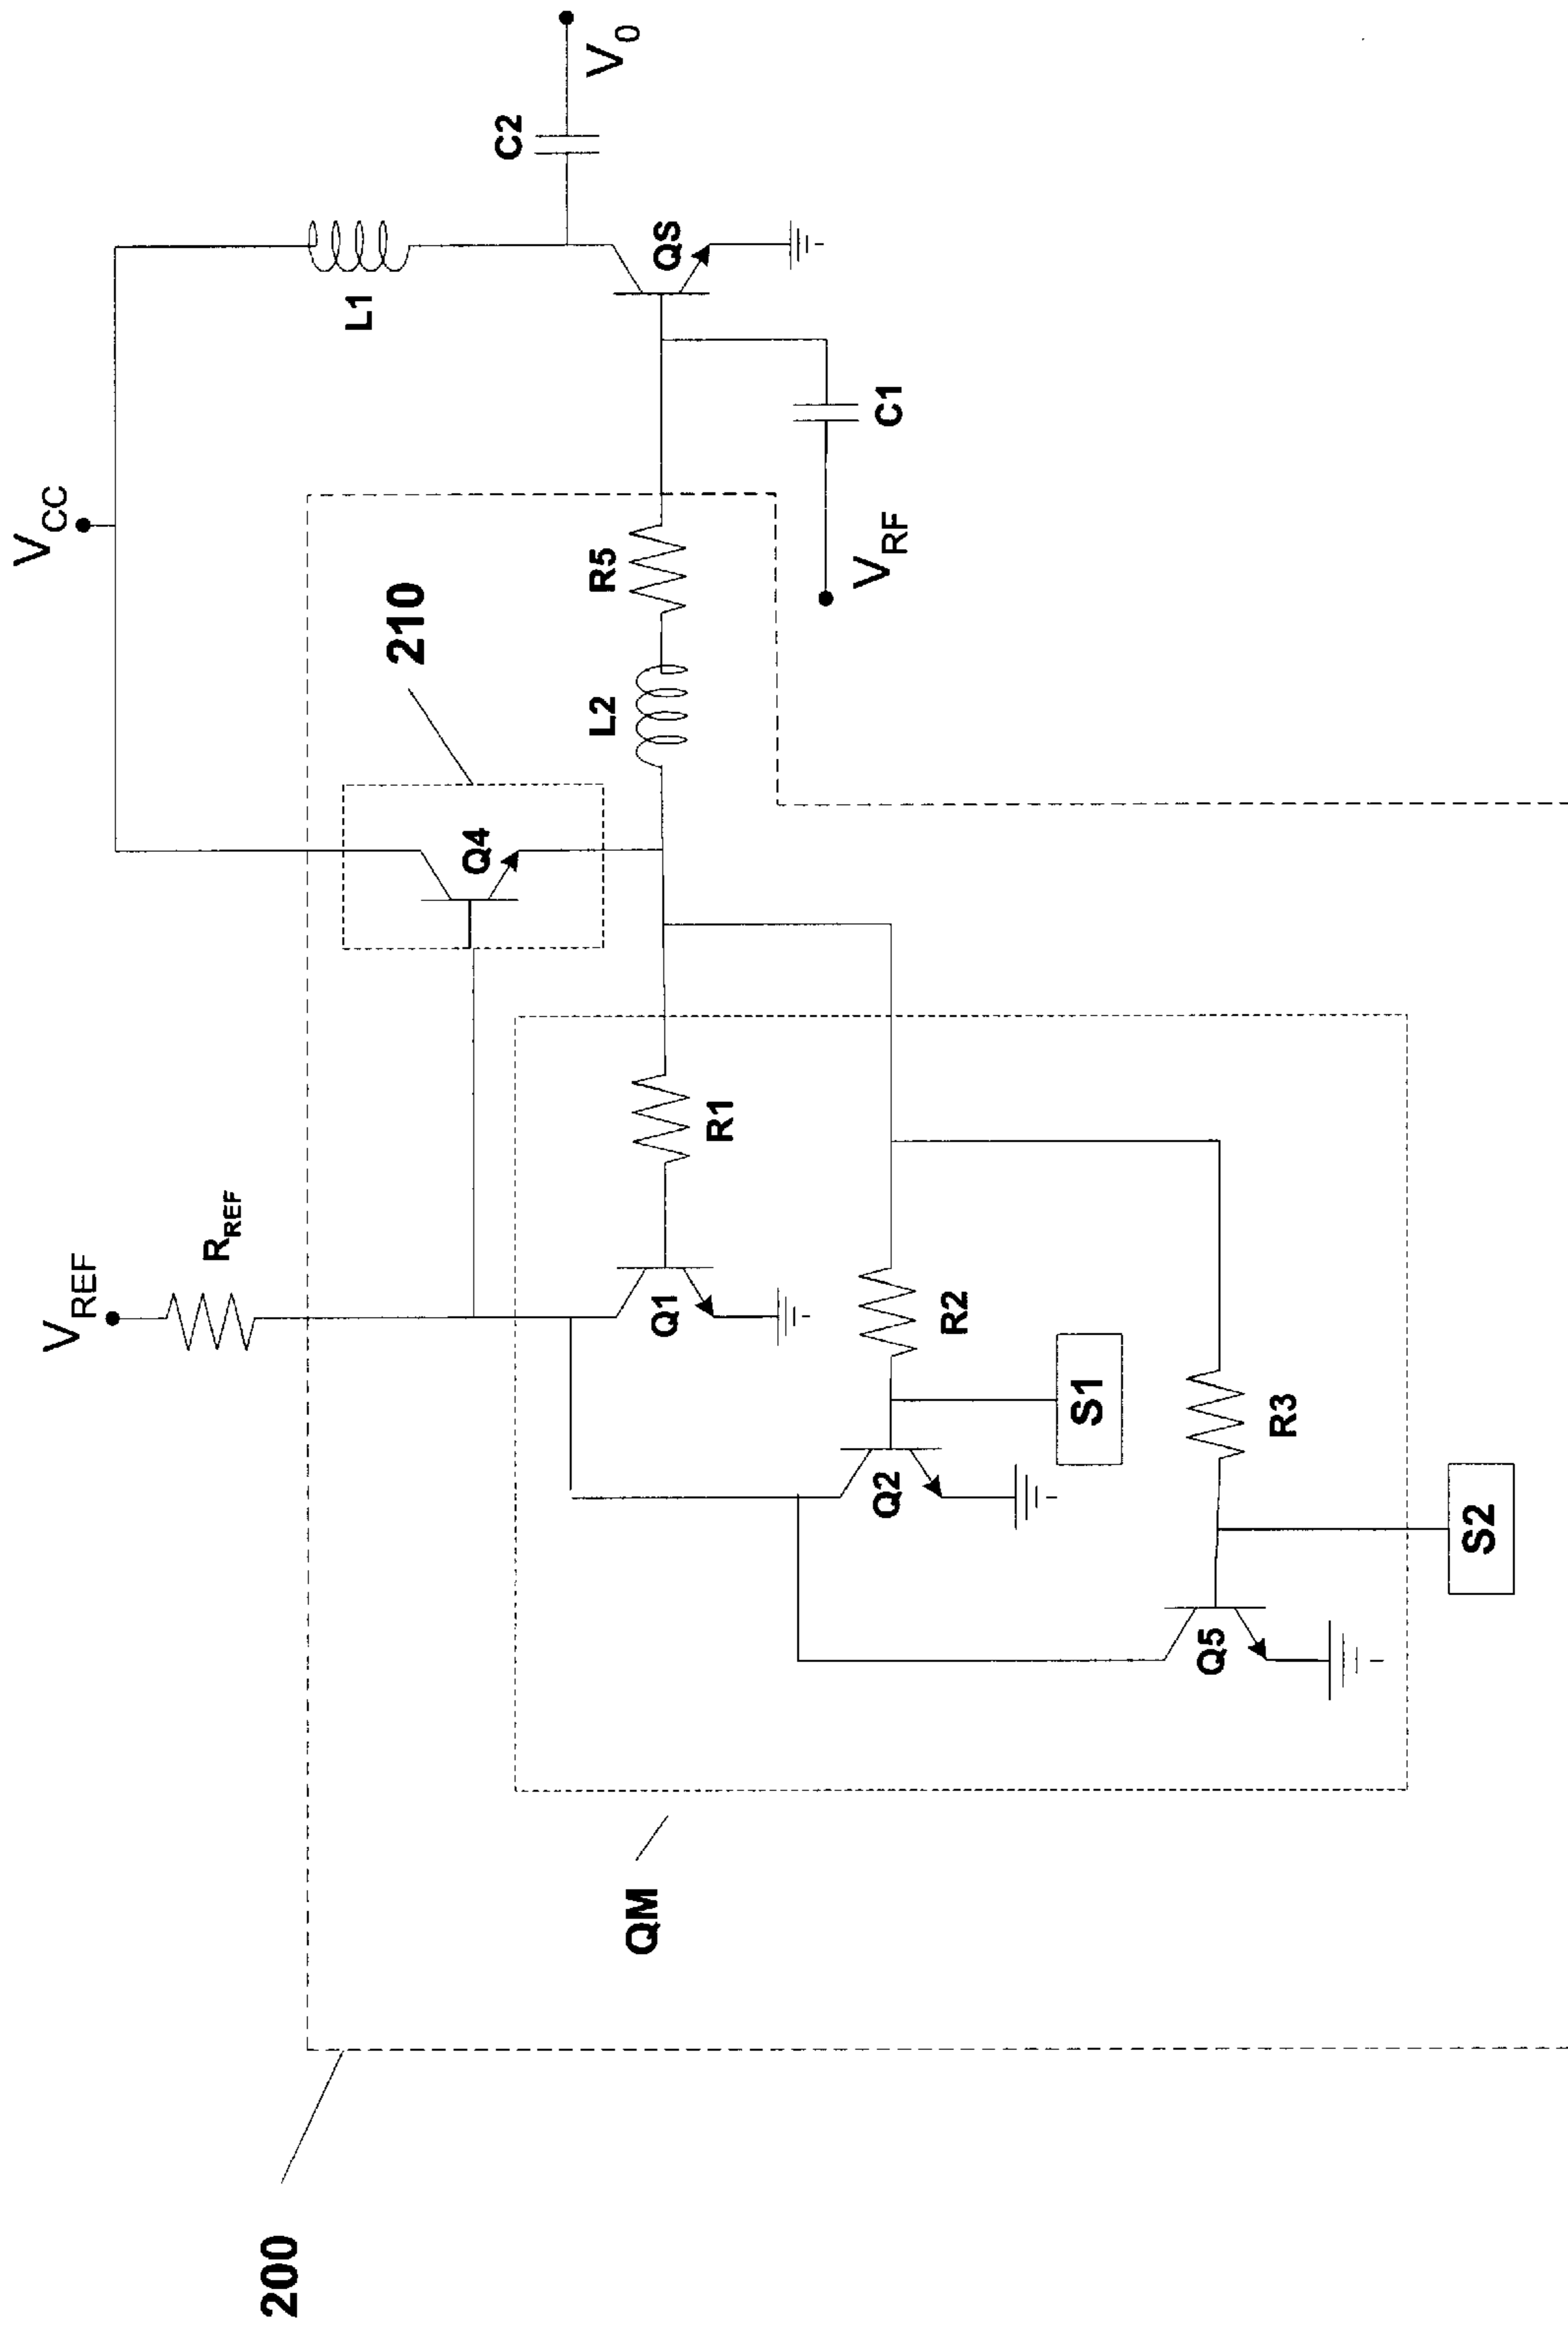 VCC
VREF
RREF
200
L1
210
Q4
C2
L2
R5
V0
QM
Q1
QS
R1
VRF
Q2
C1
R2
S1
Q5
R3
S2